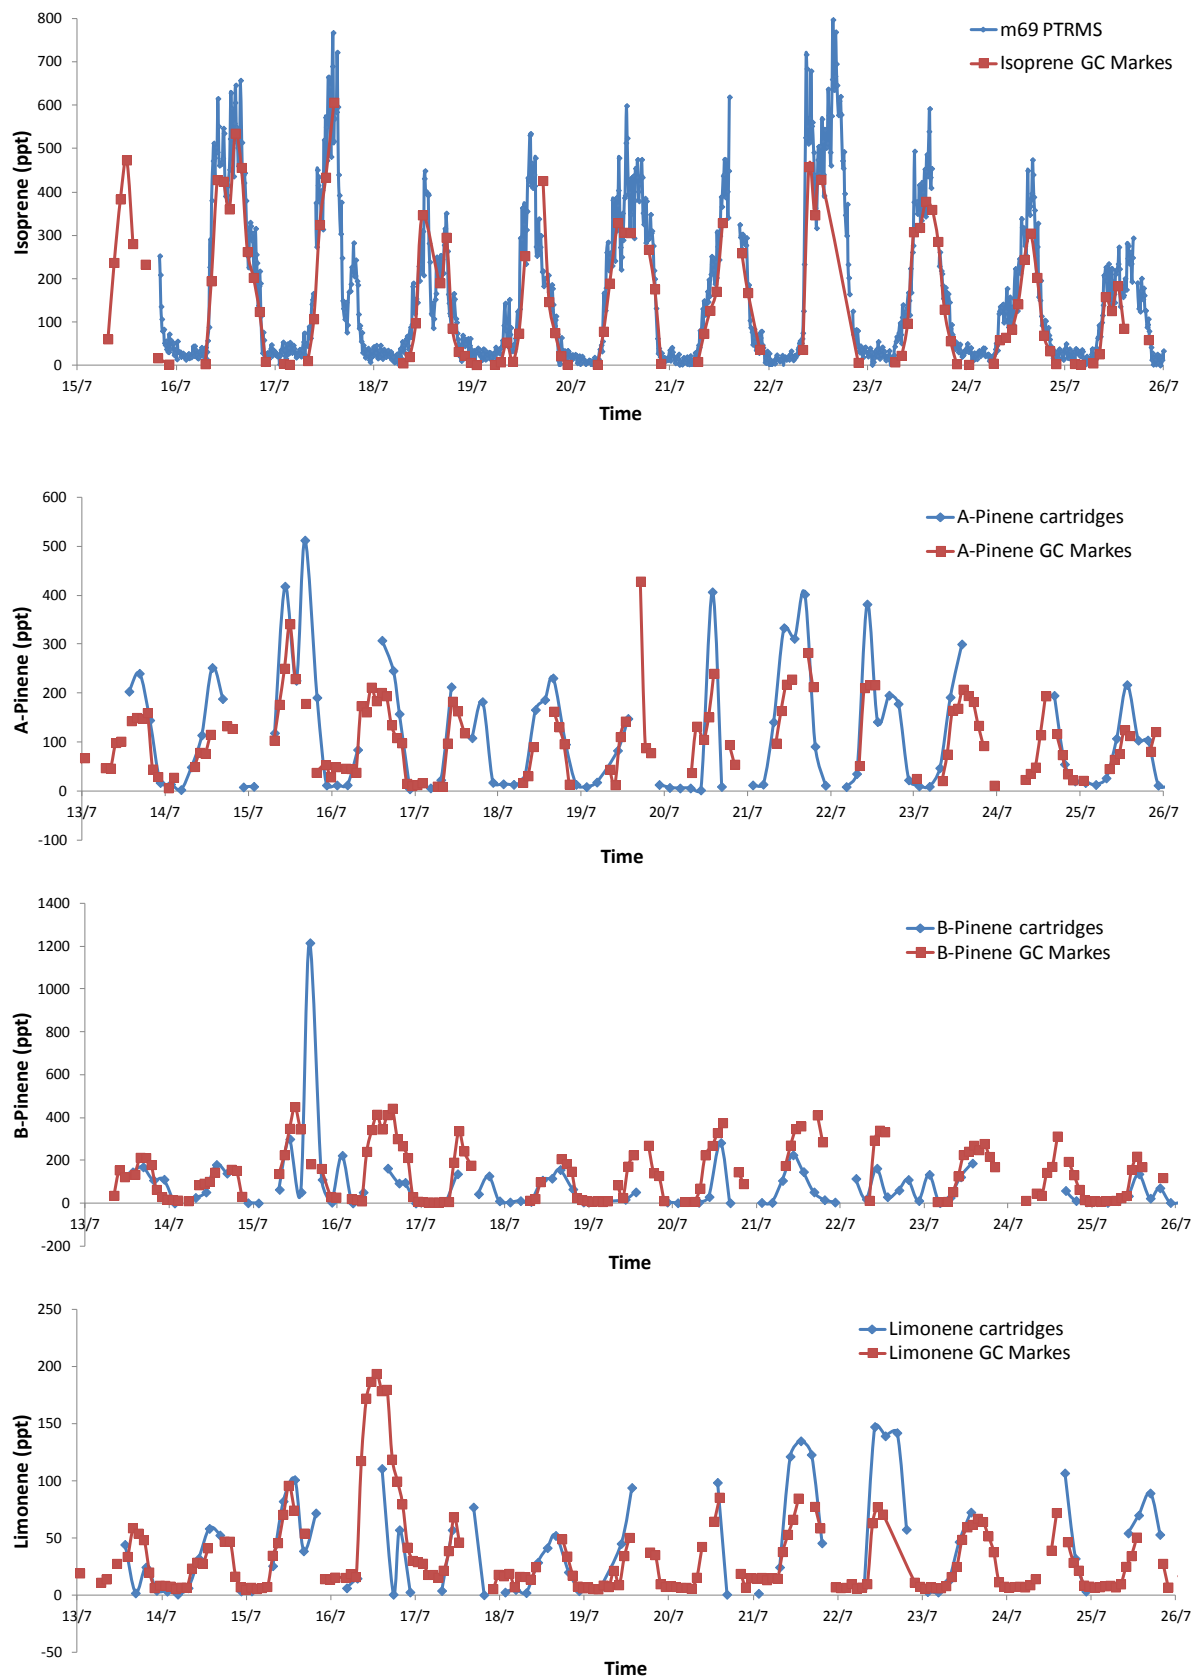 800
700
600
500
400
300
200
100
0
Isoprene (ppt)
m69 PTRMS
Isoprene GC Markes
15/7 16/7 17/7 18/7 19/7 20/7 21/7 22/7 23/7 24/7 25/7 26/7
Time
600
500
400
300
200
100
0
-100
A-Pinene (ppt)
A-Pinene cartridges
A-Pinene GC Markes
13/7 14/7 15/7 16/7 17/7 18/7 19/7 20/7 21/7 22/7 23/7 24/7 25/7 26/7
Time
1400
1200
1000
800
600
400
200
0
-200
B-Pinene (ppt)
B-Pinene cartridges
B-Pinene GC Markes
13/7 14/7 15/7 16/7 17/7 18/7 19/7 20/7 21/7 22/7 23/7 24/7 25/7 26/7
Time
250
200
150
100
50
0
-50
Limonene (ppt)
Limonene cartridges
Limonene GC Markes
13/7 14/7 15/7 16/7 17/7 18/7 19/7 20/7 21/7 22/7 23/7 24/7 25/7 26/7
Time